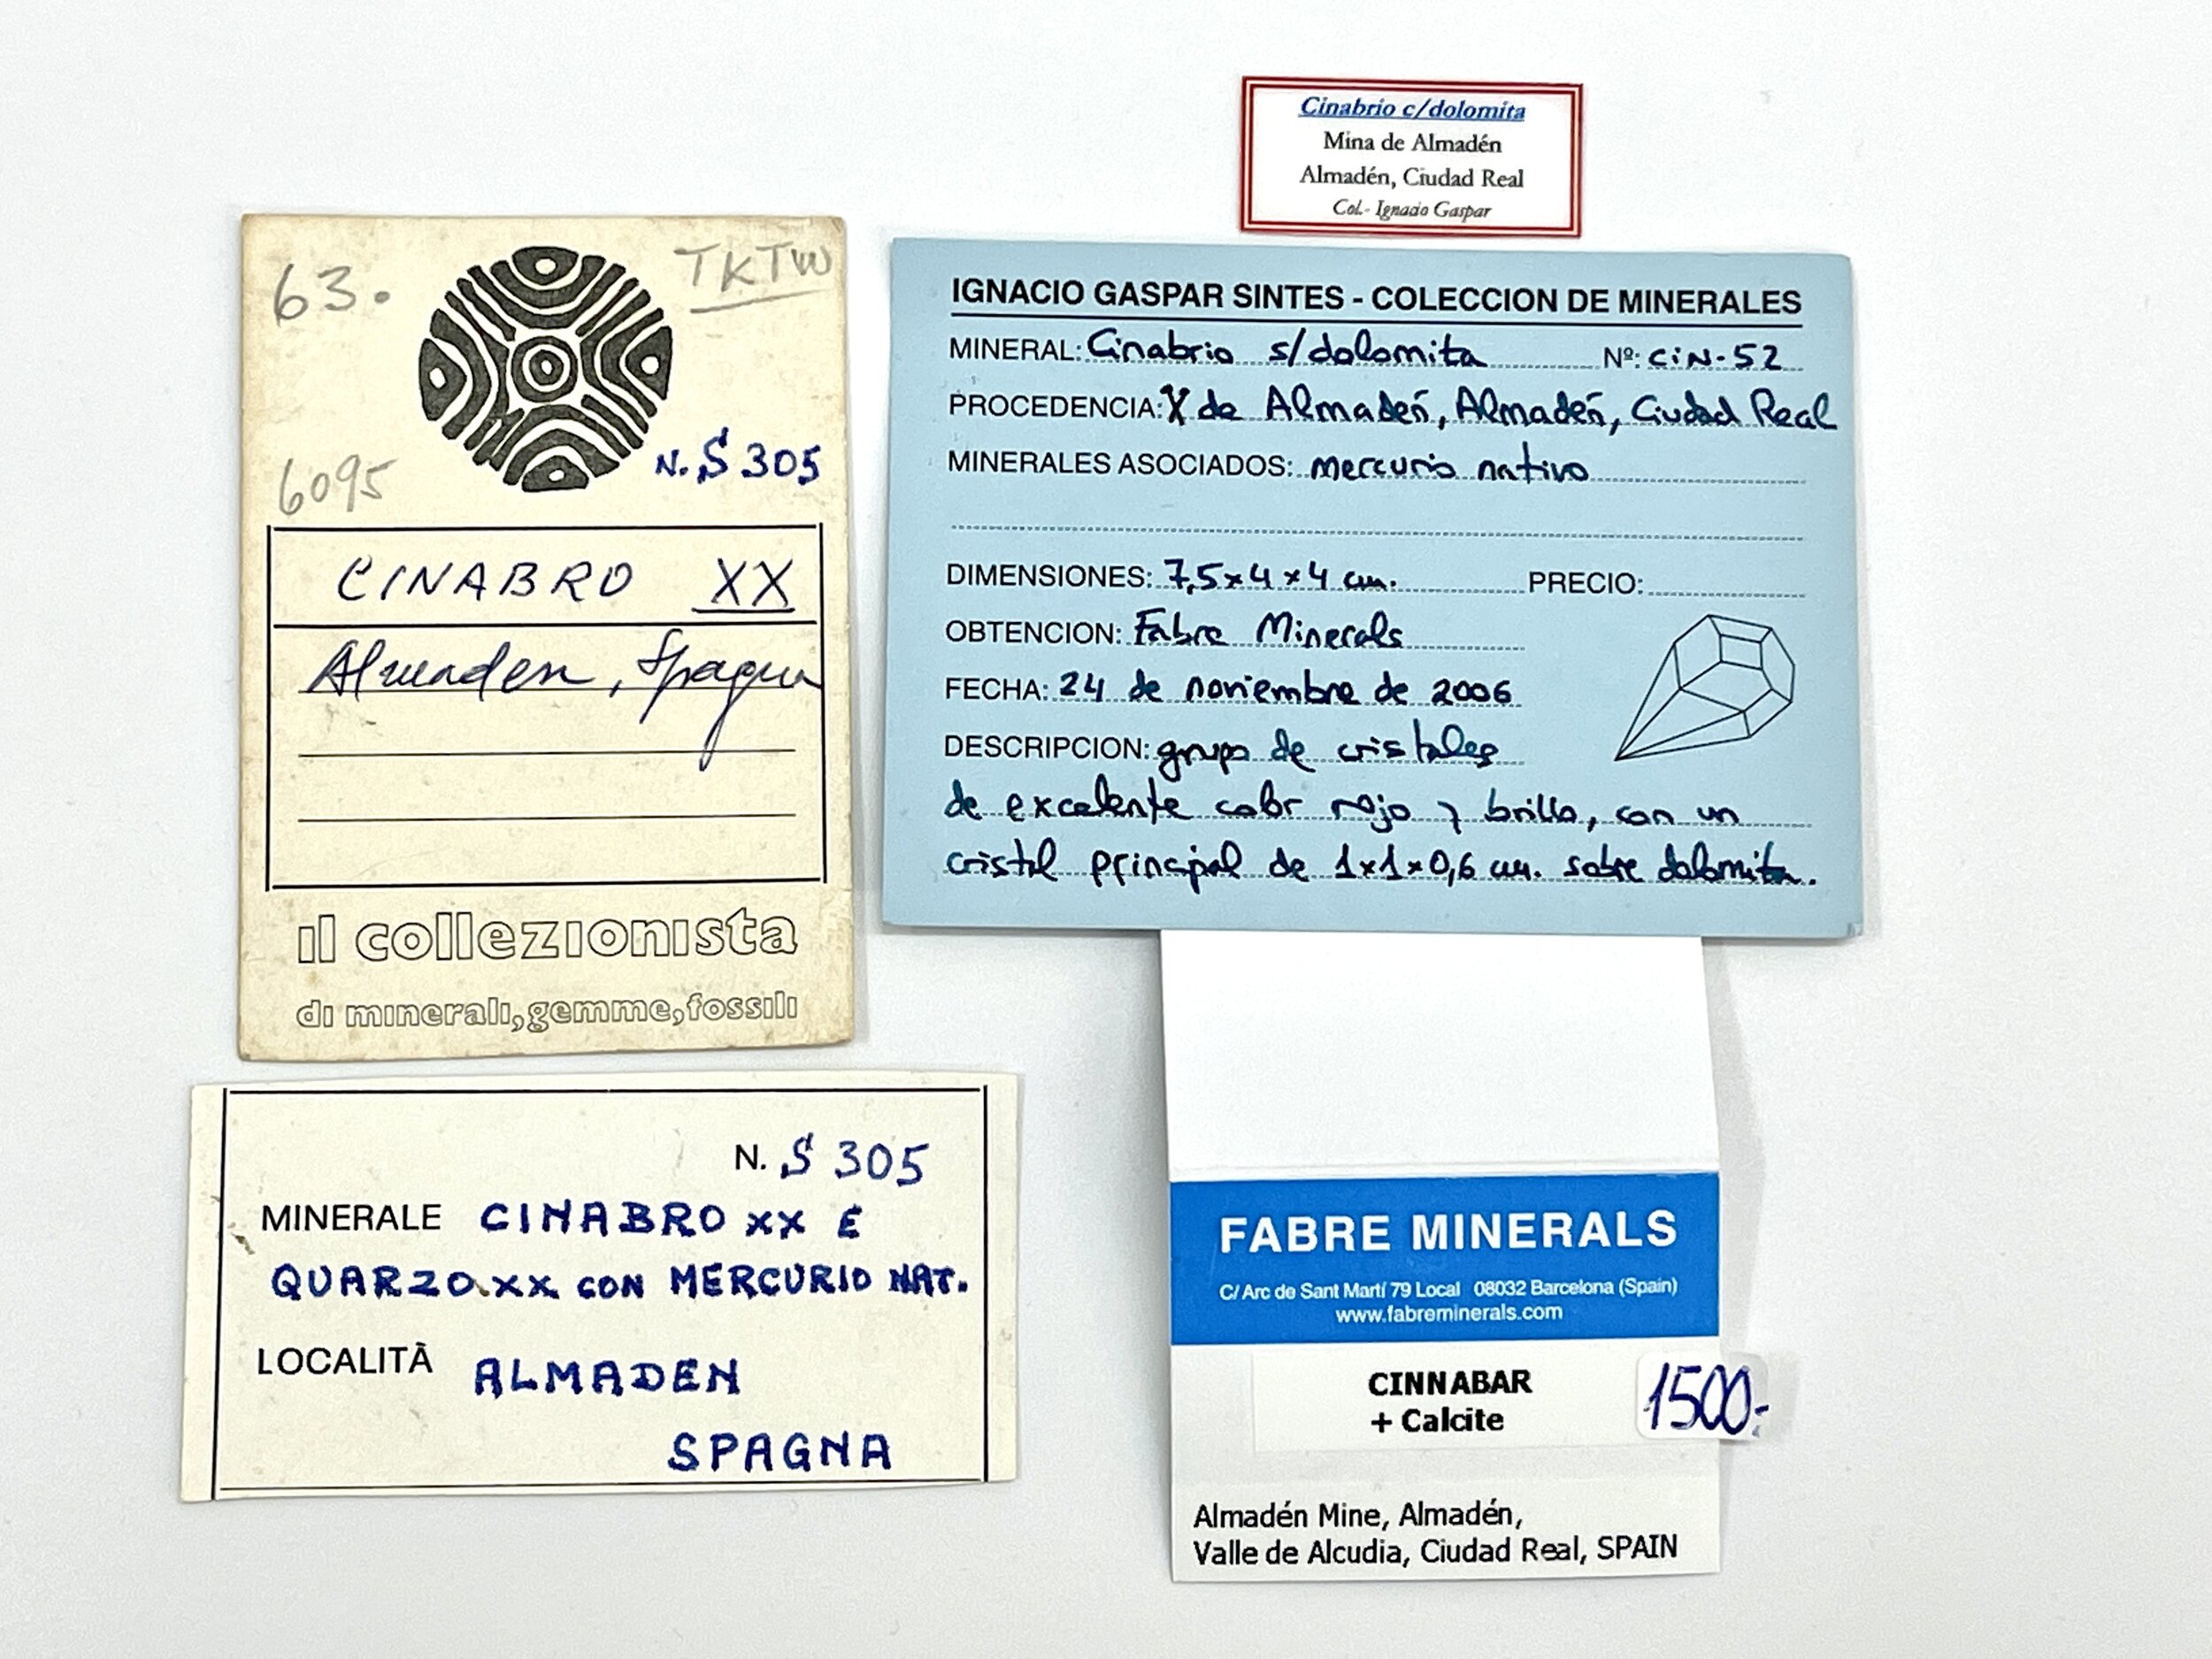 63.
TKTW
N. S 305
6095
CINABRO XX
Almaden, Spagna
il collezionista
di minerali, gemme, fossili
N. S 305
MINERALE CINABRO XX E
QUARZO XX CON MERCURIO NAT.
LOCALITÀ ALMADEN
SPAGNA
Cinabrio c/dolomita
Mina de Almadén
Almadén, Ciudad Real
Col.- Ignacio Gaspar
IGNACIO GASPAR SINTES - COLECCION DE MINERALES
MINERAL: Cinabrio s/dolomita Nº: CIN-52
PROCEDENCIA: de Almadén, Almadén, Ciudad Real
MINERALES ASOCIADOS: mercurio nativo
DIMENSIONES: 7,5x4x4 cm. PRECIO:
OBTENCION: Fabre Minerals
FECHA: 24 de noviembre de 2006
DESCRIPCION: grupo de cristales
de excelente color rojo y brillo, con un
cristal principal de 1x1x0,6 cm. sobre dolomita.
FABRE MINERALS
C/ Arc de Sant Martí 79 Local 08032 Barcelona (Spain)
www.fabreminerals.com
CINNABAR
+ Calcite
1500.-
Almadén Mine, Almadén,
Valle de Alcudia, Ciudad Real, SPAIN